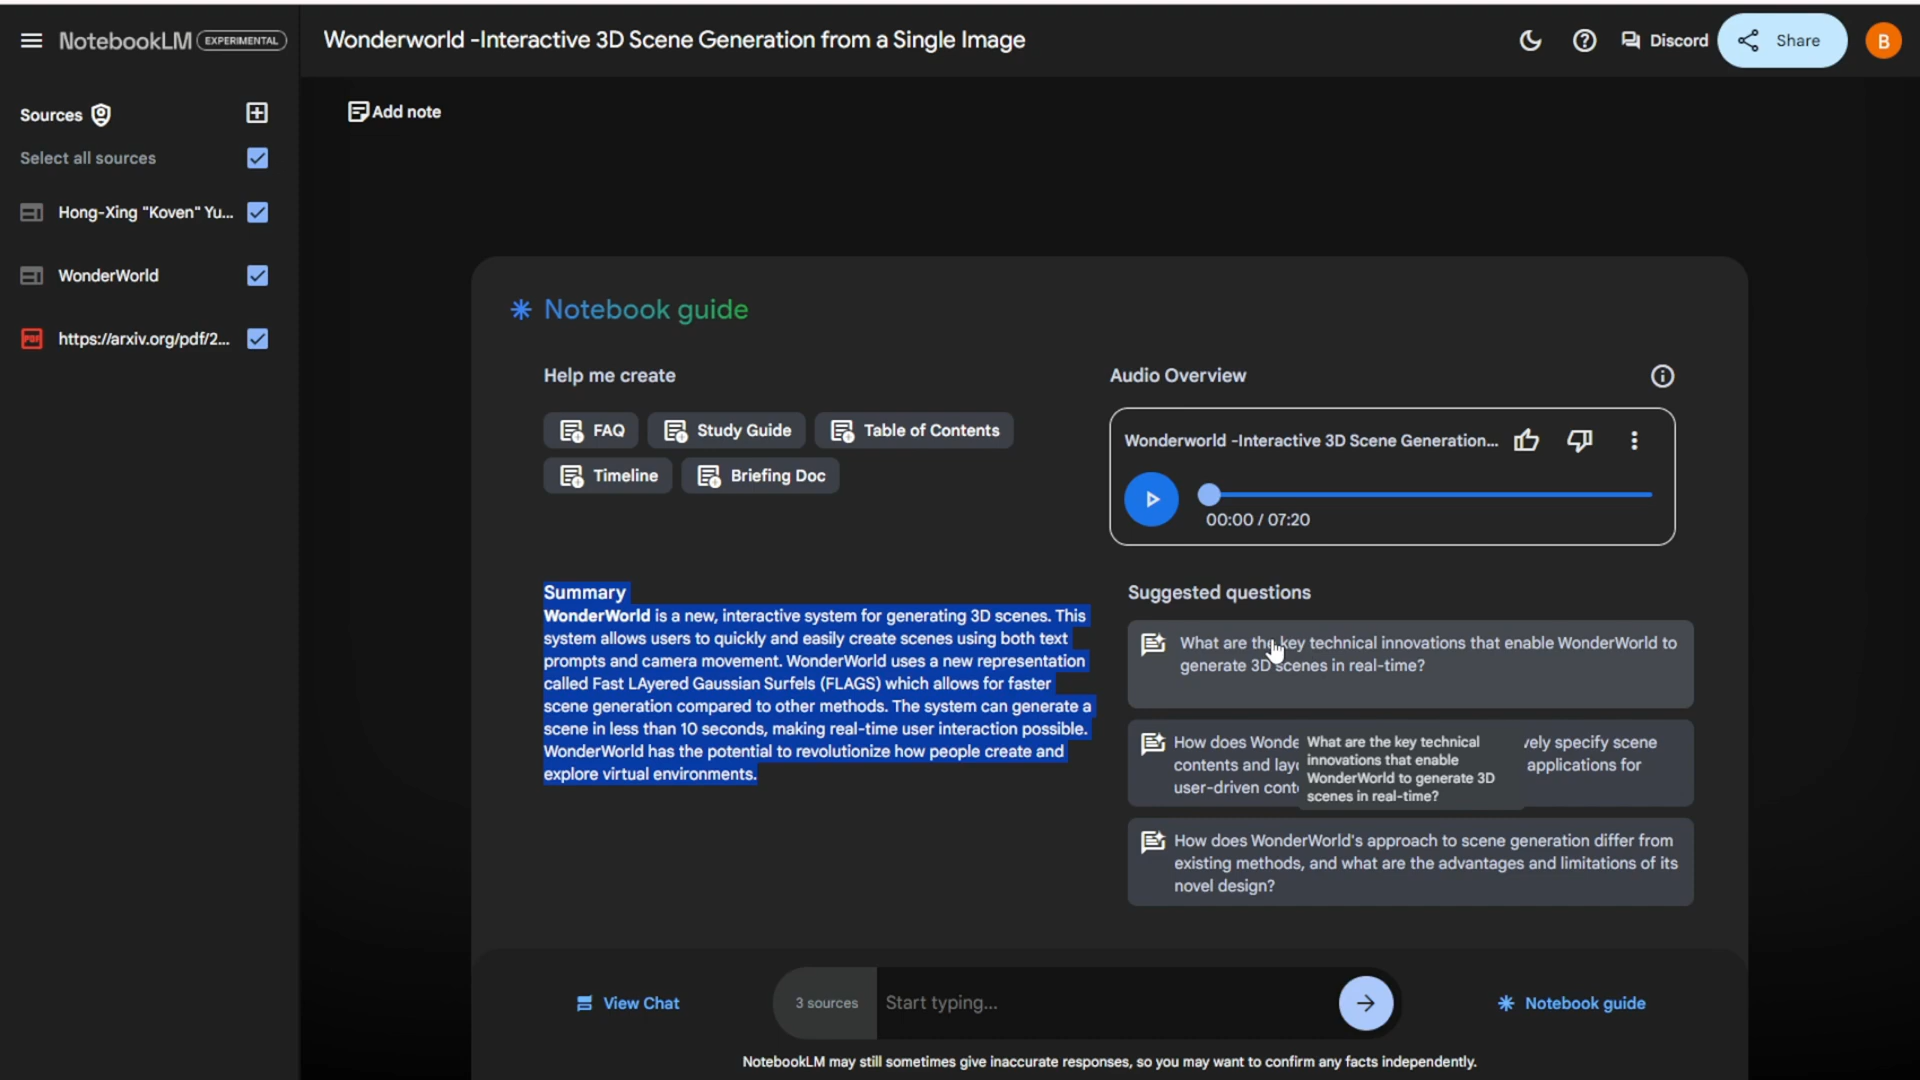 NotebookLM EXPERIMENTAL
Wonderworld -Interactive 3D Scene Generation from a Single Image
Discord
Share
B
Sources
Select all sources
Hong-Xing "Koven" Yu...
WonderWorld
PDF https://arxiv.org/pdf/2...
Add note
Notebook guide
Help me create
FAQ
Study Guide
Table of Contents
Timeline
Briefing Doc
Audio Overview
Wonderworld -Interactive 3D Scene Generation...
00:00 / 07:20
Summary
WonderWorld is a new, interactive system for generating 3D scenes. This
system allows users to quickly and easily create scenes using both text
prompts and camera movement. WonderWorld uses a new representation
called Fast LAyered Gaussian Surfels (FLAGS) which allows for faster
scene generation compared to other methods. The system can generate a
scene in less than 10 seconds, making real-time user interaction possible.
WonderWorld has the potential to revolutionize how people create and
explore virtual environments.
Suggested questions
What are the key technical innovations that enable WonderWorld to
generate 3D scenes in real-time?
How does Wonde
specify scene
contents and
applications for
user-driven
What are the key technical
innovations that enable
WonderWorld to generate 3D
scenes in real-time?
How does WonderWorld's approach to scene generation differ from
existing methods, and what are the advantages and limitations of its
novel design?
View Chat
3 sources
Start typing...
Notebook guide
NotebookLM may still sometimes give inaccurate responses, so you may want to confirm any facts independently.